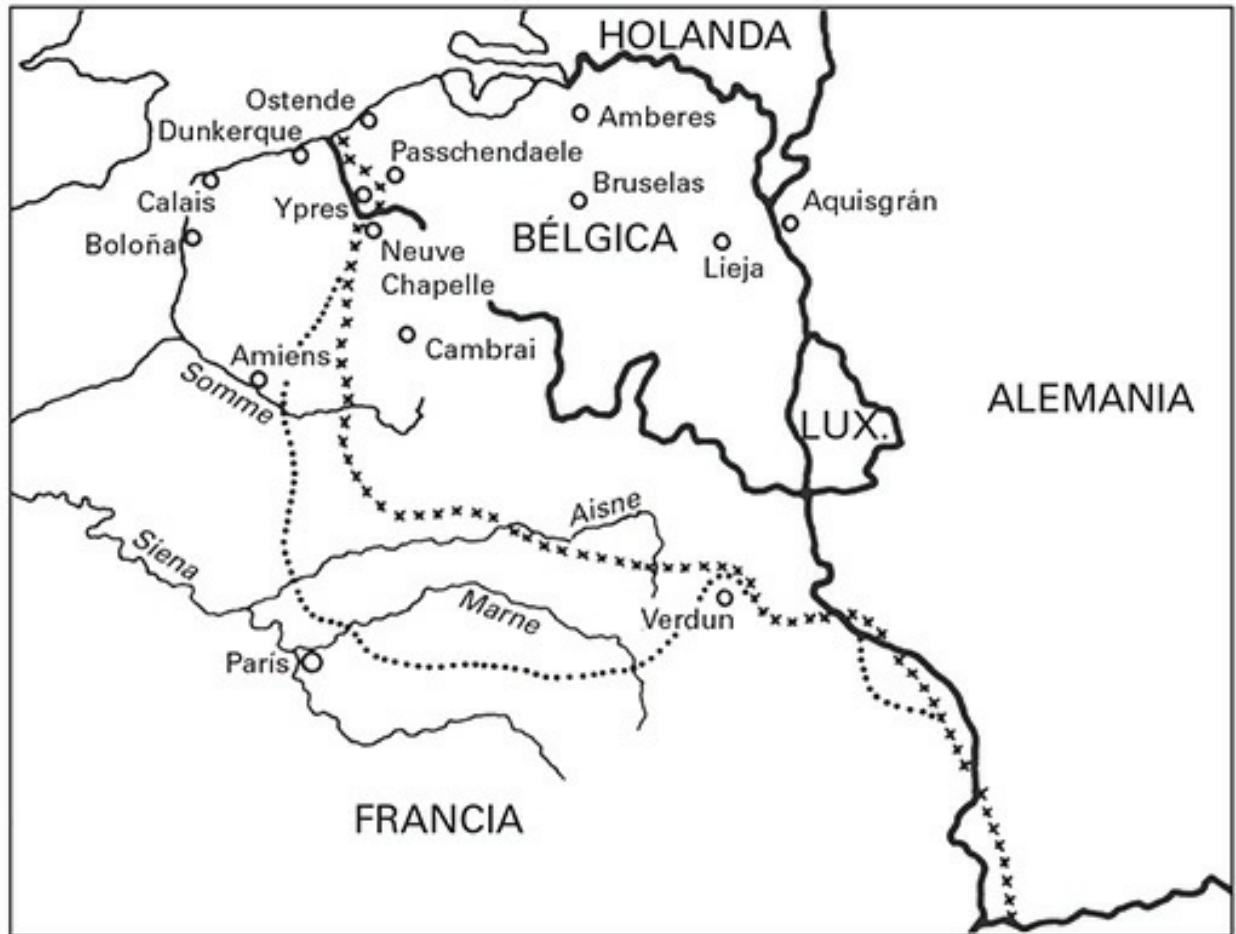 HOLANDA
Ostende
Amberes
Dunkerque
Passchendaele
Bruselas
Calais
Ypres
Aquisgrán
Boloña
Neuve
Chapelle
BÉLGICA
Lieja
Cambrai
Amiens
Somme
LUX.
ALEMANIA
Aisne
Siena
Marne
Verdun
París
FRANCIA